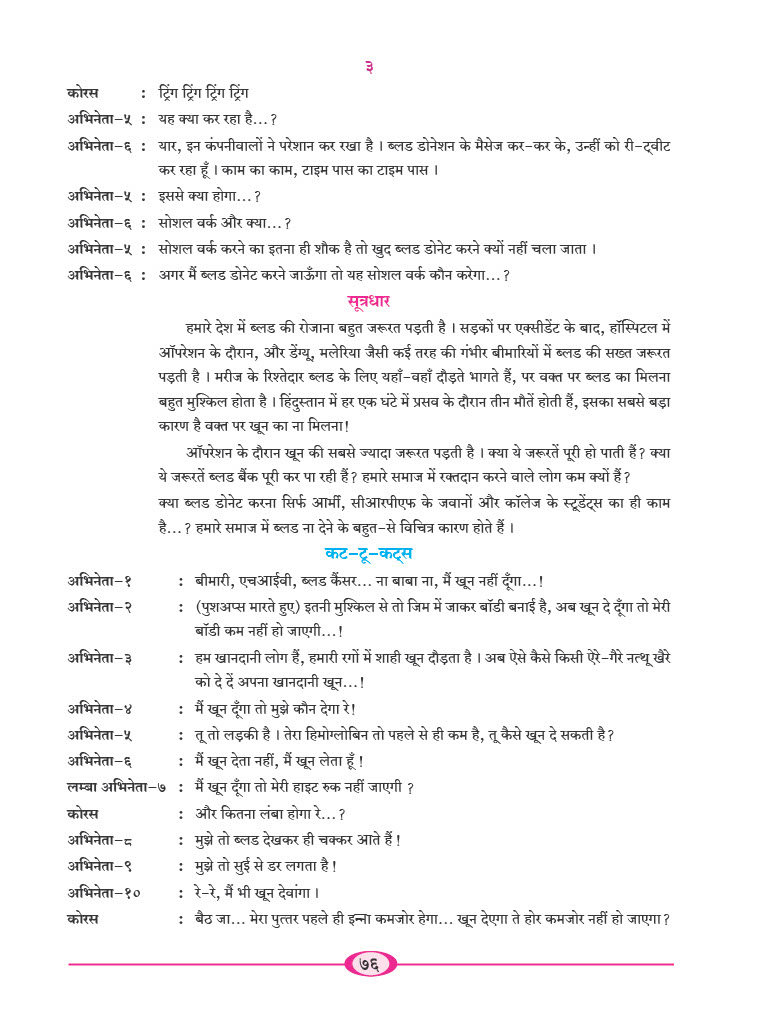 ३
कोरस : ट्रिंग ट्रिंग ट्रिंग ट्रिंग
अभिनेता–५ : यह क्या कर रहा है...?
अभिनेता–६ : यार, इन कंपनीवालों ने परेशान कर रखा है । ब्लड डोनेशन के मैसेज कर-कर के, उन्हीं को री-ट्वीट
कर रहा हूँ । काम का काम, टाइम पास का टाइम पास ।
अभिनेता–५ : इससे क्या होगा...?
अभिनेता–६ : सोशल वर्क और क्या...?
अभिनेता–५ : सोशल वर्क करने का इतना ही शौक है तो खुद ब्लड डोनेट करने क्यों नहीं चला जाता ।
अभिनेता–६ : अगर मैं ब्लड डोनेट करने जाऊँगा तो यह सोशल वर्क कौन करेगा...?
सूत्रधार
हमारे देश में ब्लड की रोजाना बहुत जरूरत पड़ती है । सड़कों पर एक्सीडेंट के बाद, हॉस्पिटल में
ऑपरेशन के दौरान, और डेंग्यू, मलेरिया जैसी कई तरह की गंभीर बीमारियों में ब्लड की सख्त जरूरत
पड़ती है । मरीज के रिश्तेदार ब्लड के लिए यहाँ-वहाँ दौड़ते भागते हैं, पर वक्त पर ब्लड का मिलना
बहुत मुश्किल होता है । हिंदुस्तान में हर एक घंटे में प्रसव के दौरान तीन मौतें होती हैं, इसका सबसे बड़ा
कारण है वक्त पर खून का ना मिलना!
ऑपरेशन के दौरान खून की सबसे ज्यादा जरूरत पड़ती है । क्या ये जरूरतें पूरी हो पाती हैं? क्या
ये जरूरतें ब्लड बैंक पूरी कर पा रही हैं? हमारे समाज में रक्तदान करने वाले लोग कम क्यों हैं?
क्या ब्लड डोनेट करना सिर्फ आर्मी, सीआरपीएफ के जवानों और कॉलेज के स्टूडेंट्स का ही काम
है...? हमारे समाज में ब्लड ना देने के बहुत-से विचित्र कारण होते हैं ।
कट–टू–कट्स
अभिनेता–१ : बीमारी, एचआईवी, ब्लड कैंसर... ना बाबा ना, मैं खून नहीं दूँगा...!
अभिनेता–२ : (पुशअप्स मारते हुए) इतनी मुश्किल से तो जिम में जाकर बॉडी बनाई है, अब खून दे दूँगा तो मेरी
बॉडी कम नहीं हो जाएगी...!
अभिनेता–३ : हम खानदानी लोग हैं, हमारी रगों में शाही खून दौड़ता है । अब ऐसे कैसे किसी ऐरे-गैरे नत्थू खैरे
को दे दें अपना खानदानी खून...!
अभिनेता–४ : मैं खून दूँगा तो मुझे कौन देगा रे!
अभिनेता–५ : तू तो लड़की है । तेरा हिमोग्लोबिन तो पहले से ही कम है, तू कैसे खून दे सकती है?
अभिनेता–६ : मैं खून देता नहीं, मैं खून लेता हूँ !
लम्बा अभिनेता–७ : मैं खून दूँगा तो मेरी हाइट रुक नहीं जाएगी ?
कोरस : और कितना लंबा होगा रे...?
अभिनेता–८ : मुझे तो ब्लड देखकर ही चक्कर आते हैं !
अभिनेता–९ : मुझे तो सुई से डर लगता है !
अभिनेता–१० : रे-रे, मैं भी खून देवांगा ।
कोरस : बैठ जा... मेरा पुत्तर पहले ही इन्ना कमजोर हेगा... खून देएगा ते होर कमजोर नहीं हो जाएगा?
७६